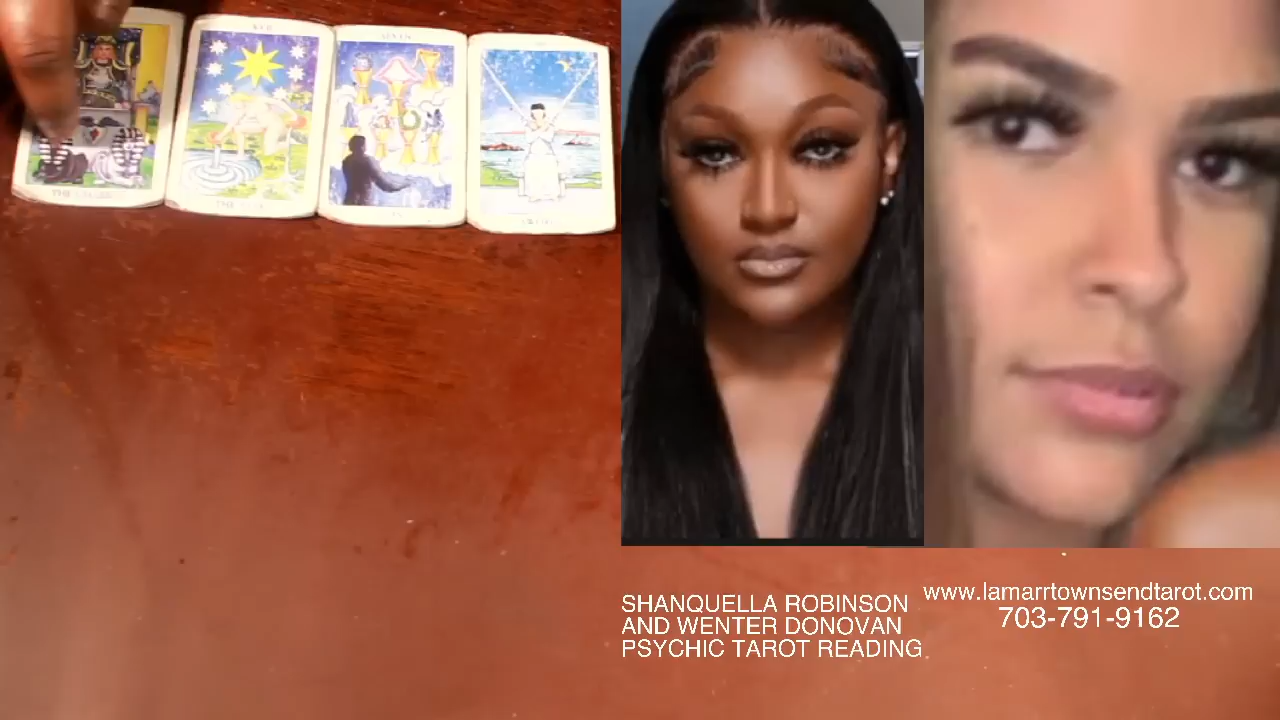 SHANQUELLA ROBINSON
AND WENTER DONOVAN
PSYCHIC TAROT READING
www.lamarrtownsendtarot.com
703-791-9162